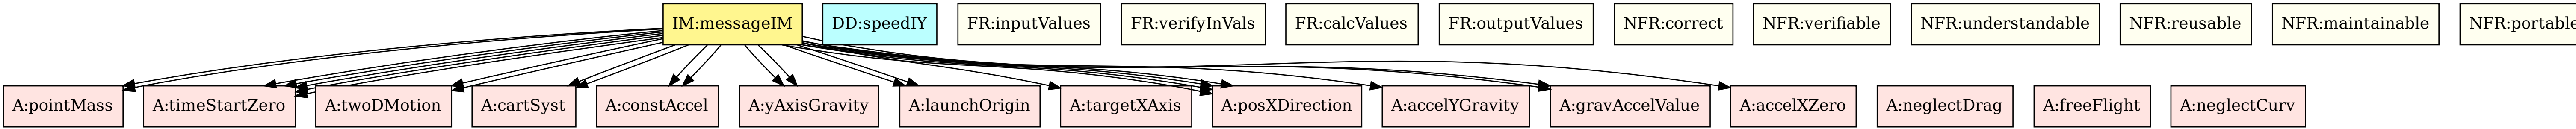 IM:messageIM
DD:speedIY
FR:inputValues
FR:verifyInVals
FR:calcValues
FR:outputValues
NFR:correct
NFR:verifiable
NFR:understandable
NFR:reusable
NFR:maintainable
NFR:portable
A:pointMass
A:timeStartZero
A:twoDMotion
A:cartSyst
A:constAccel
A:yAxisGravity
A:launchOrigin
A:targetXAxis
A:posXDirection
A:accelYGravity
A:gravAccelValue
A:accelXZero
A:neglectDrag
A:freeFlight
A:neglectCurv